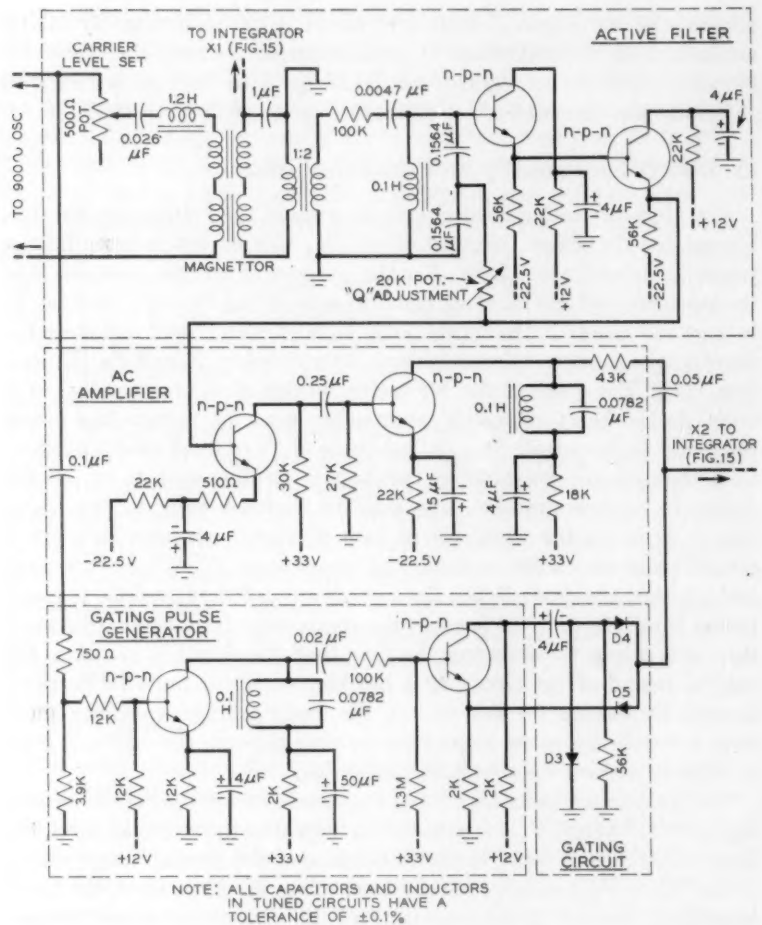 TO INTEGRATOR
X1 (FIG.15)
ACTIVE FILTER
CARRIER
LEVEL SET
TO 900Ω OSC
500Ω
POT
0.026
μF
1.2H
MAGNETTOR
1μF
1:2
100K
0.0047 μF
0.1H
0.1564
μF
0.1564
μF
20K POT.
"Q" ADJUSTMENT
n-p-n
56K
-22.5V
22K
+12V
4μF
n-p-n
56K
-22.5V
22K
+12V
4μF
AC
AMPLIFIER
n-p-n
22K
510Ω
-22.5V
4μF
30K
+33V
0.25μF
27K
n-p-n
22K
-22.5V
15μF
4μF
0.1H
0.0782
μF
43K
18K
+33V
0.05μF
X2 TO
INTEGRATOR
(FIG.15)
0.1μF
GATING PULSE
GENERATOR
750Ω
3.9K
12K
12K
+12V
n-p-n
12K
4μF
0.1
H
0.0782
μF
2K
+33V
50μF
0.02μF
100K
1.3M
+33V
n-p-n
2K
2K
+12V
4μF
D4
D5
D3
56K
GATING
CIRCUIT
NOTE: ALL CAPACITORS AND INDUCTORS
IN TUNED CIRCUITS HAVE A
TOLERANCE OF ±0.1%